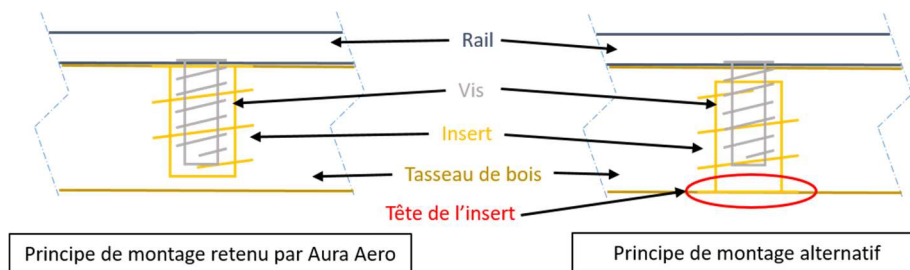 Rail
Vis
Insert
Tasseau de bois
Tête de l'insert
Principe de montage retenu par Aura Aero
Principe de montage alternatif